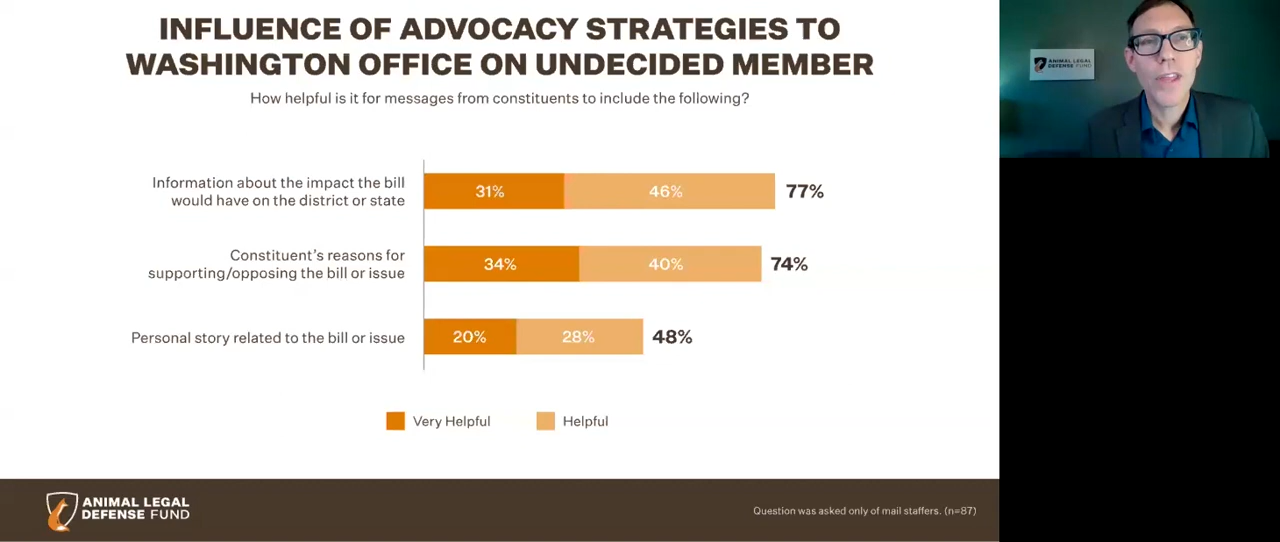 INFLUENCE OF ADVOCACY STRATEGIES TO
WASHINGTON OFFICE ON UNDECIDED MEMBER
How helpful is it for messages from constituents to include the following?
Information about the impact the bill
would have on the district or state
31%
46%
77%
Constituent's reasons for
supporting/opposing the bill or issue
34%
40%
74%
Personal story related to the bill or issue
20%
28%
48%
Very Helpful
Helpful
ANIMAL LEGAL
DEFENSE FUND
Question was asked only of mail staffers. (n=87)
ANIMAL LEGAL
DEFENSE FUND